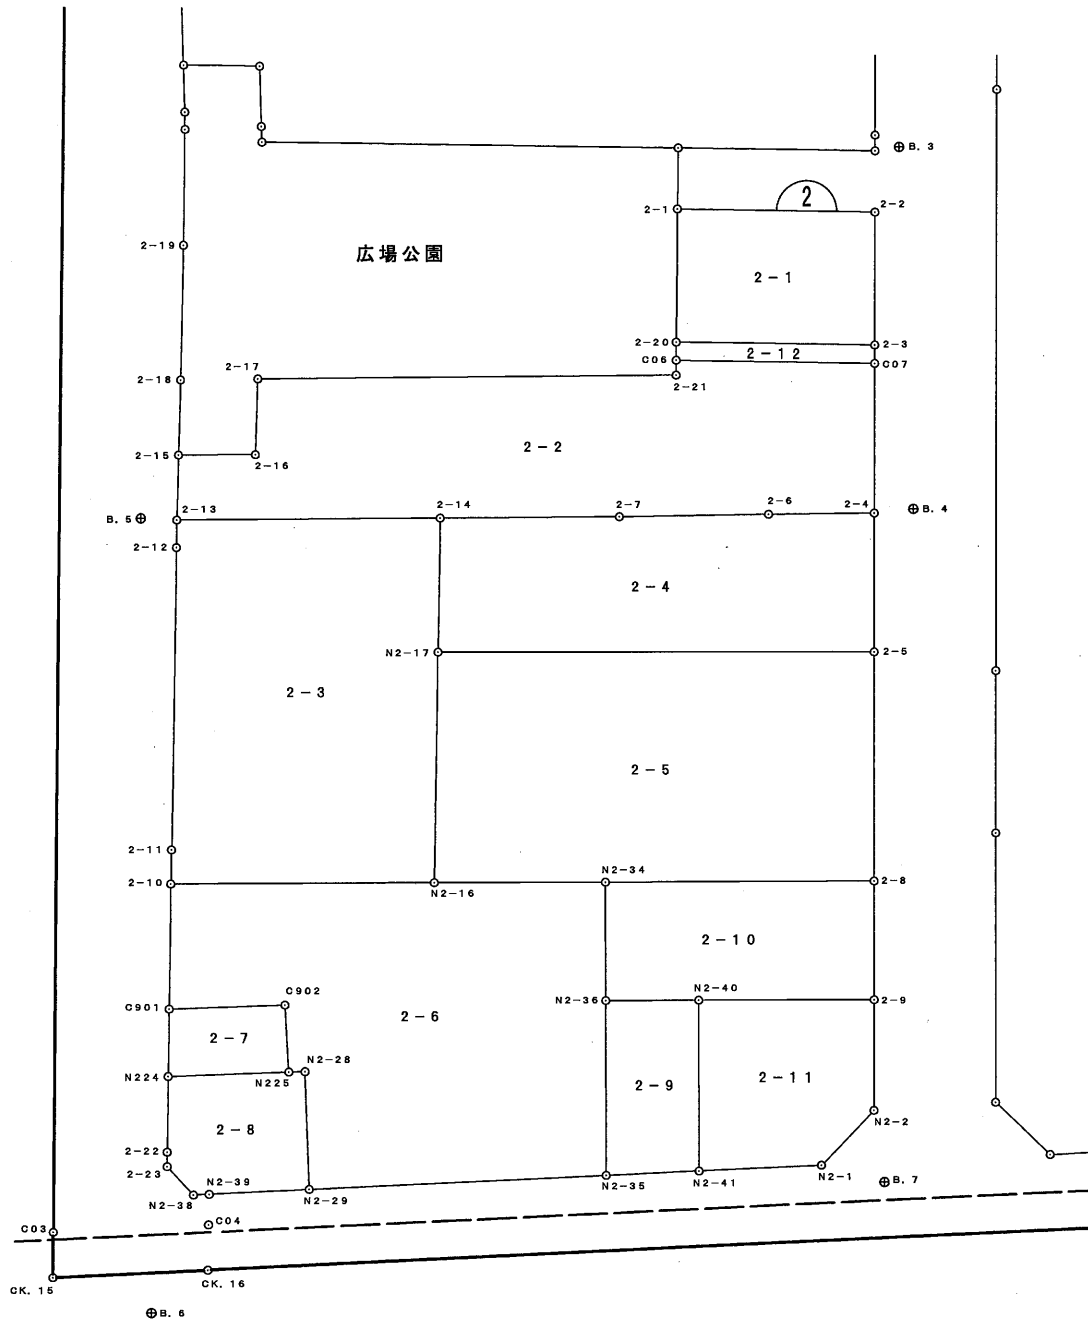 B. 3
2
2-1
2-2
2-19
広場公園
2-1
2-20
2-3
2-12
C06
C07
2-17
2-18
2-21
2-2
2-15
2-16
2-13
2-14
2-7
2-6
2-4
B. 5
B. 4
2-12
2-4
N2-17
2-5
2-3
2-5
2-11
N2-34
2-10
N2-16
2-8
2-10
C902
C901
N2-36
N2-40
2-9
2-6
2-7
N2-28
N224
N225
2-9
2-11
2-8
N2-2
2-22
2-23
N2-39
N2-38
N2-29
N2-35
N2-41
N2-1
B. 7
C04
C03
CK. 15
CK. 16
B. 6